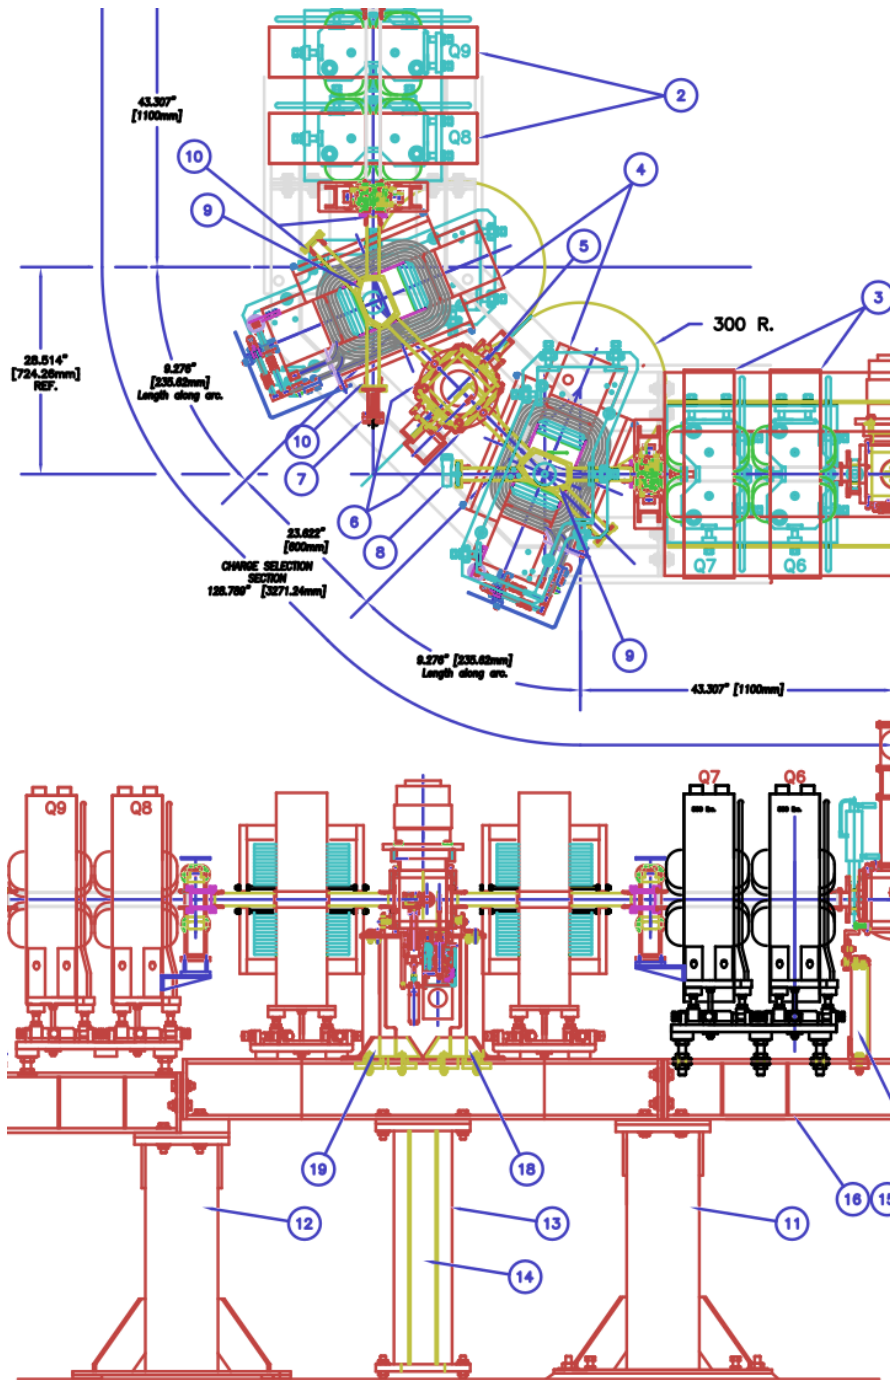 Q9
2
43.307"
[1100mm]
Q8
10
4
9
5
3
300 R.
28.514"
[724.26mm]
REF.
9.276"
[235.62mm]
Length along arc.
10
7
6
8
23.622"
[600mm]
CHARGE SELECTION
SECTION
128.789" [3271.24mm]
Q7
Q6
9
9.276" [235.62mm]
Length along arc.
43.307" [1100mm]
Q9
Q8
Q7
Q6
19
18
16
15
12
13
11
14